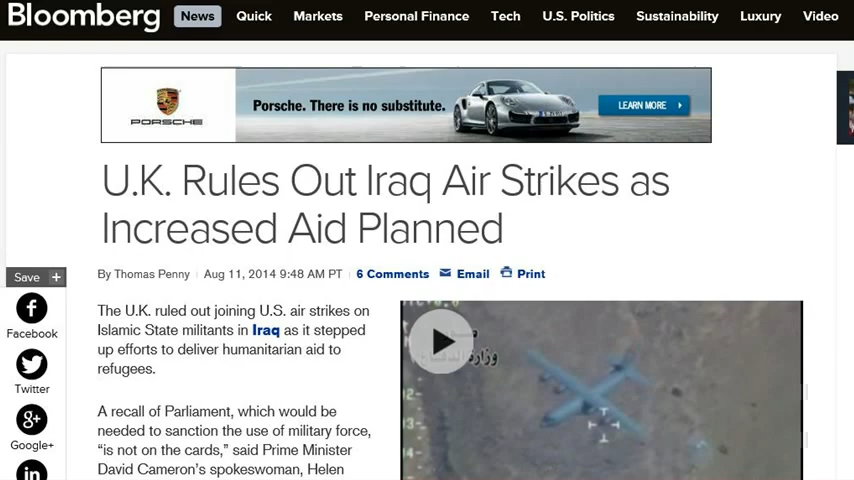 Bloomberg News Quick Markets Personal Finance Tech U.S. Politics Sustainability Luxury Video
PORSCHE
Porsche. There is no substitute.
LEARN MORE
U.K. Rules Out Iraq Air Strikes as
Increased Aid Planned
By Thomas Penny Aug 11, 2014 9:48 AM PT 6 Comments Email Print
Save +
Facebook
Twitter
8+
Google+
in
The U.K. ruled out joining U.S. air strikes on
Islamic State militants in Iraq as it stepped
up efforts to deliver humanitarian aid to
refugees.
A recall of Parliament, which would be
needed to sanction the use of military force,
“is not on the cards,” said Prime Minister
David Cameron’s spokeswoman, Helen
وزارة